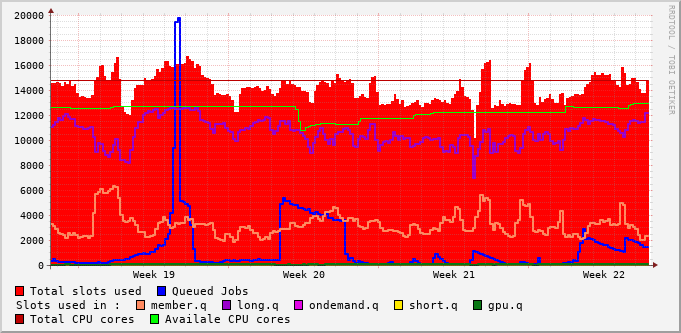 20000
18000
16000
14000
12000
10000
8000
6000
4000
2000
0
Week 19 Week 20 Week 21 Week 22
Total slots used Queued Jobs
Slots used in : member.q long.q ondemand.q short.q gpu.q
Total CPU cores Availale CPU cores
RRDTOOL / TOBI OETIKER